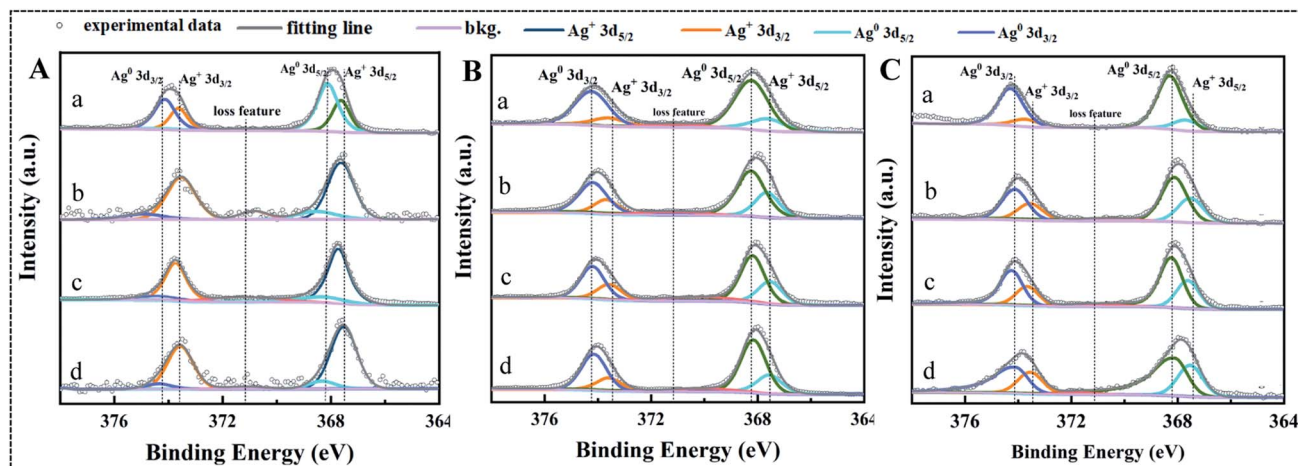 experimental data fitting line bkg. Ag⁺ 3d₅/₂ Ag⁺ 3d₃/₂ Ag⁰ 3d₅/₂ Ag⁰ 3d₃/₂
A
Ag⁰ 3d₃/₂ Ag⁺ 3d₃/₂ Ag⁰ 3d₅/₂ Ag⁺ 3d₅/₂
a
loss feature
b
c
d
Intensity (a.u.)
376 372 368 364
Binding Energy (eV)
B
Ag⁰ 3d₃/₂ Ag⁺ 3d₃/₂ Ag⁰ 3d₅/₂ Ag⁺ 3d₅/₂
a
loss feature
b
c
d
Intensity (a.u.)
376 372 368 364
Binding Energy (eV)
C
Ag⁰ 3d₃/₂ Ag⁺ 3d₃/₂ Ag⁰ 3d₅/₂ Ag⁺ 3d₅/₂
a
loss feature
b
c
d
Intensity (a.u.)
376 372 368 364
Binding Energy (eV)